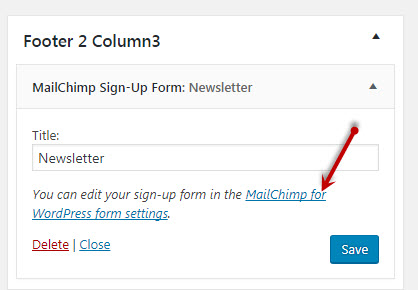 Footer 2 Column3
MailChimp Sign-Up Form: Newsletter
Title:
Newsletter
You can edit your sign-up form in the MailChimp for
WordPress form settings.
Delete | Close
Save